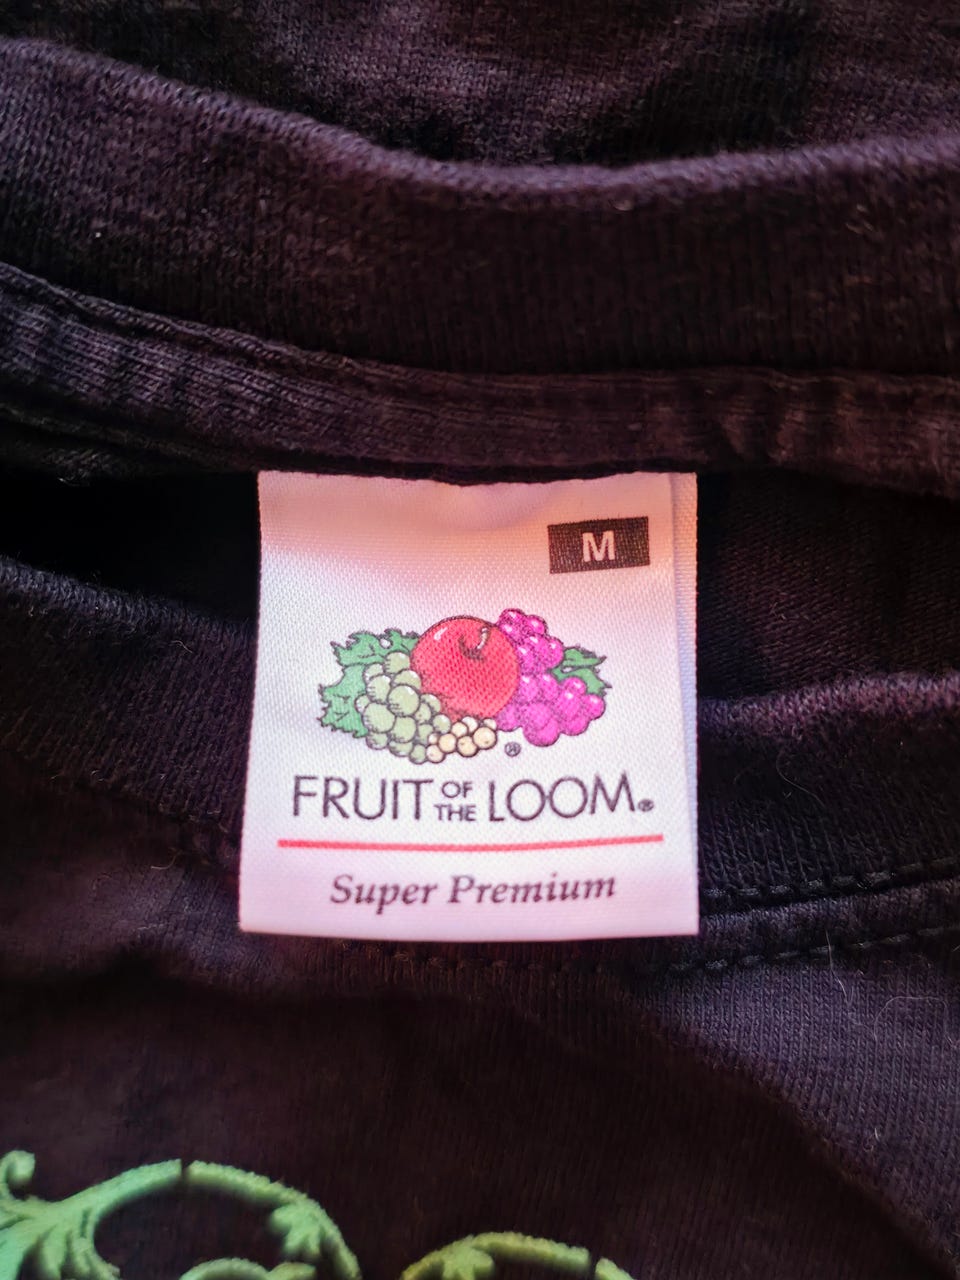 M
®
FRUIT OF THE LOOM®
Super Premium